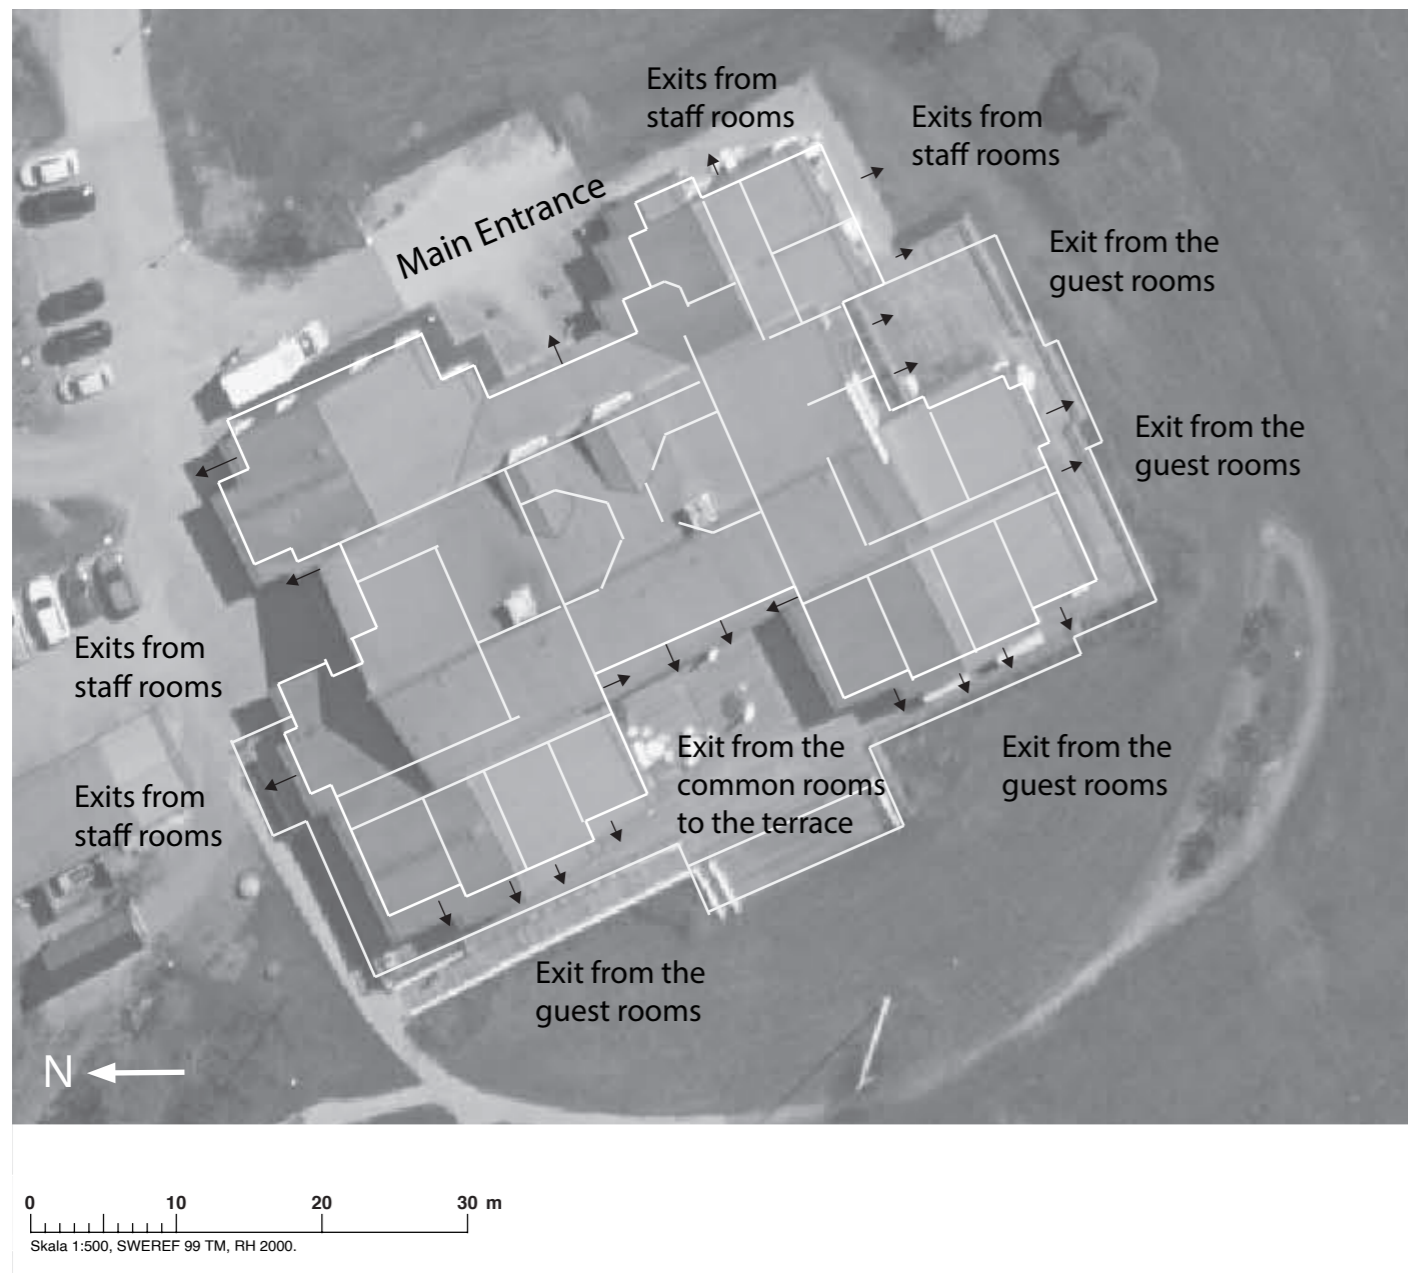 Exits from
staff rooms
Exits from
staff rooms
Main Entrance
Exit from the
guest rooms
Exit from the
guest rooms
Exits from
staff rooms
Exit from the
common rooms
to the terrace
Exit from the
guest rooms
Exits from
staff rooms
Exit from the
guest rooms
N
0 10 20 30 m
Skala 1:500, SWEREF 99 TM, RH 2000.